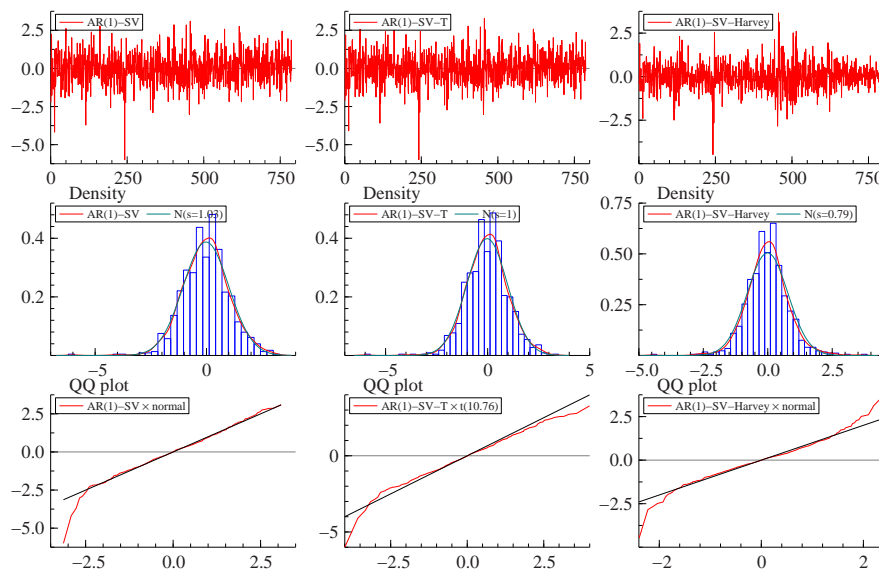 AR(1)−SV
AR(1)−SV−T
AR(1)−SV−Harvey
2.5
0.0
−2.5
−5.0
2.5
0.0
−2.5
−5.0
2.5
0.0
−2.5
0 250 500 750
0 250 500 750
0 250 500 750
Density
Density
Density
AR(1)−SV N(s=1.03)
AR(1)−SV−T N(s=1)
AR(1)−SV−Harvey N(s=0.79)
0.4
0.2
0.4
0.2
0.75
0.50
0.25
−5 0
−5 0 5
−5.0 −2.5 0.0 2.5
QQ plot
QQ plot
QQ plot
AR(1)−SV × normal
AR(1)−SV−T × t(10.76)
AR(1)−SV−Harvey × normal
2.5
0.0
−2.5
−5.0
0
−5
2.5
0.0
−2.5
−2.5 0.0 2.5
−2.5 0.0 2.5
−2 0 2